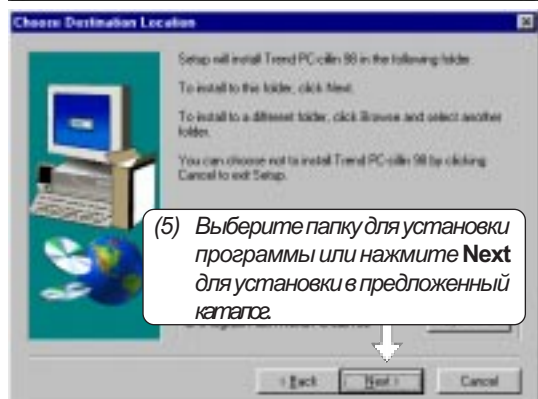 Choose Destination Location
Setup will install Trend PC-cillin 98 in the following folder.
To install to this folder, click Next.
To install to a different folder, click Browse and select another
folder.
You can choose not to install Trend PC-cillin 98 by clicking
Cancel to exit Setup.
(5) Выберите папку для установки
программы или нажмите Next
для установки в предложенный
каталог.
< Back
Next >
Cancel